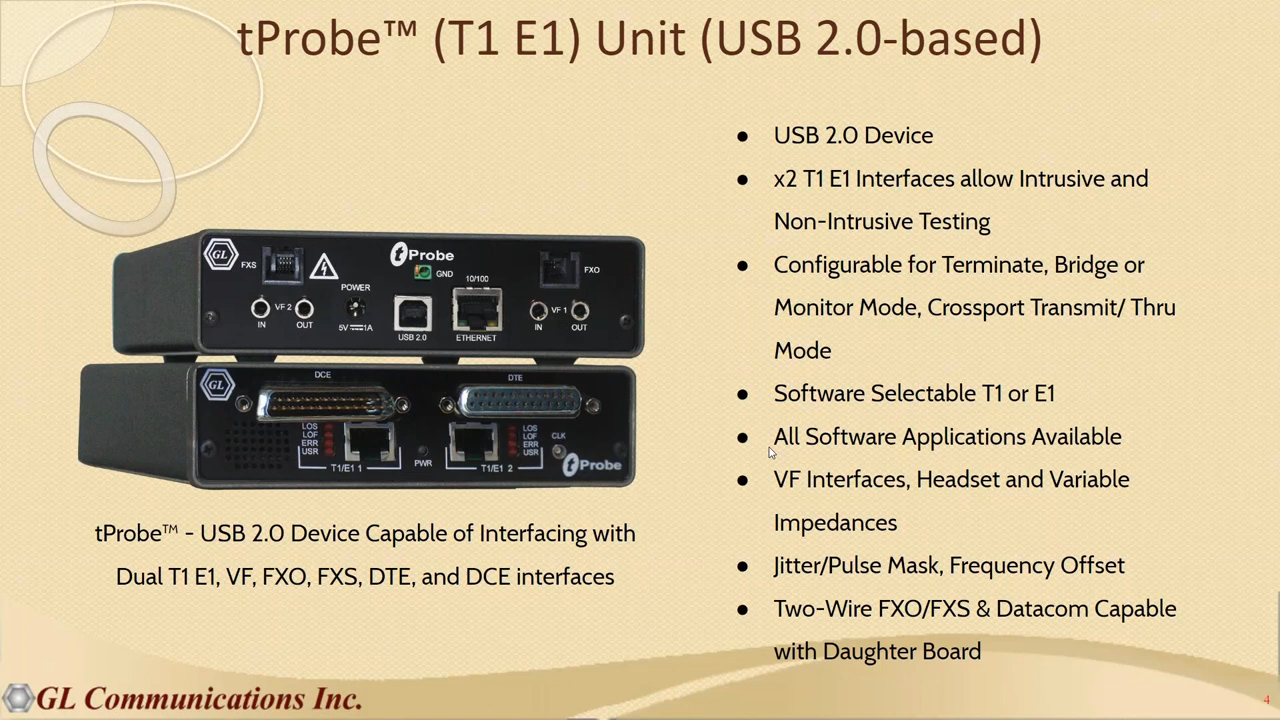 tProbe™ (T1 E1) Unit (USB 2.0-based)
GL
FXS
tProbe
GND
FXO
POWER
10/100
VF 2
VF 1
IN
OUT
5V 1A
USB 2.0
ETHERNET
IN
OUT
GL
DCE
DTE
LOS
LOF
ERR
USR
T1/E1 1
PWR
LOS
LOF
ERR
USR
T1/E1 2
CLK
tProbe
tProbe™ - USB 2.0 Device Capable of Interfacing with
Dual T1 E1, VF, FXO, FXS, DTE, and DCE interfaces
● USB 2.0 Device
● x2 T1 E1 Interfaces allow Intrusive and
Non-Intrusive Testing
● Configurable for Terminate, Bridge or
Monitor Mode, Crossport Transmit/ Thru
Mode
● Software Selectable T1 or E1
● All Software Applications Available
● VF Interfaces, Headset and Variable
Impedances
● Jitter/Pulse Mask, Frequency Offset
● Two-Wire FXO/FXS & Datacom Capable
with Daughter Board
GL Communications Inc.
4